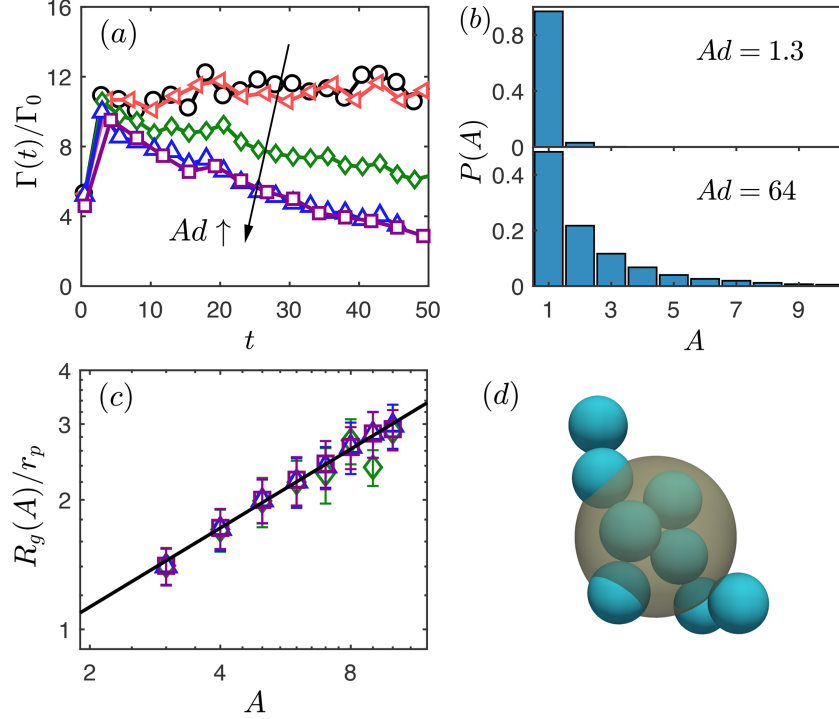 (a)
Γ(t)/Γ₀
16
12
8
4
0
0 10 20 30 40 50
t
Ad ↑
(b)
P(A)
0.8
0.4
0
Ad = 1.3
0.4
0.2
0
Ad = 64
1 3 5 7 9
A
(c)
R_g(A)/r_p
4
3
2
1
2 4 8
A
(d)